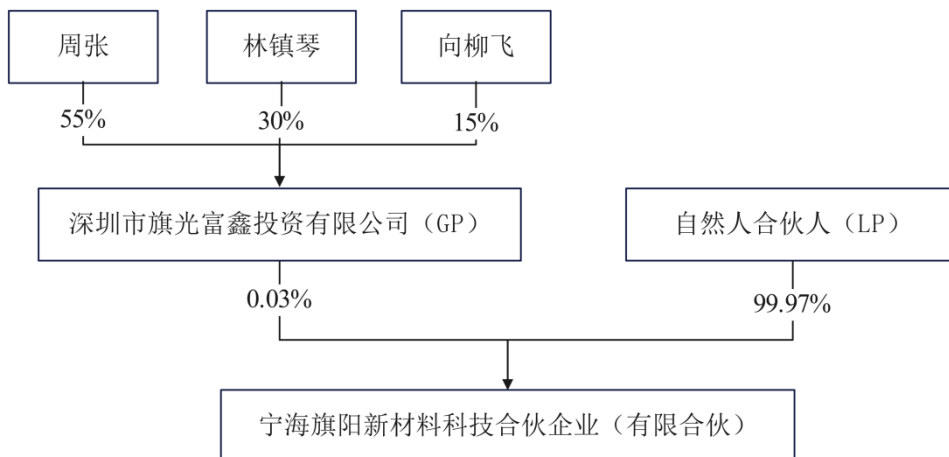 周张
林镇琴
向柳飞
55%
30%
15%
深圳市旗光富鑫投资有限公司（GP）
自然人合伙人（LP）
0.03%
99.97%
宁海旗阳新材料科技合伙企业（有限合伙）